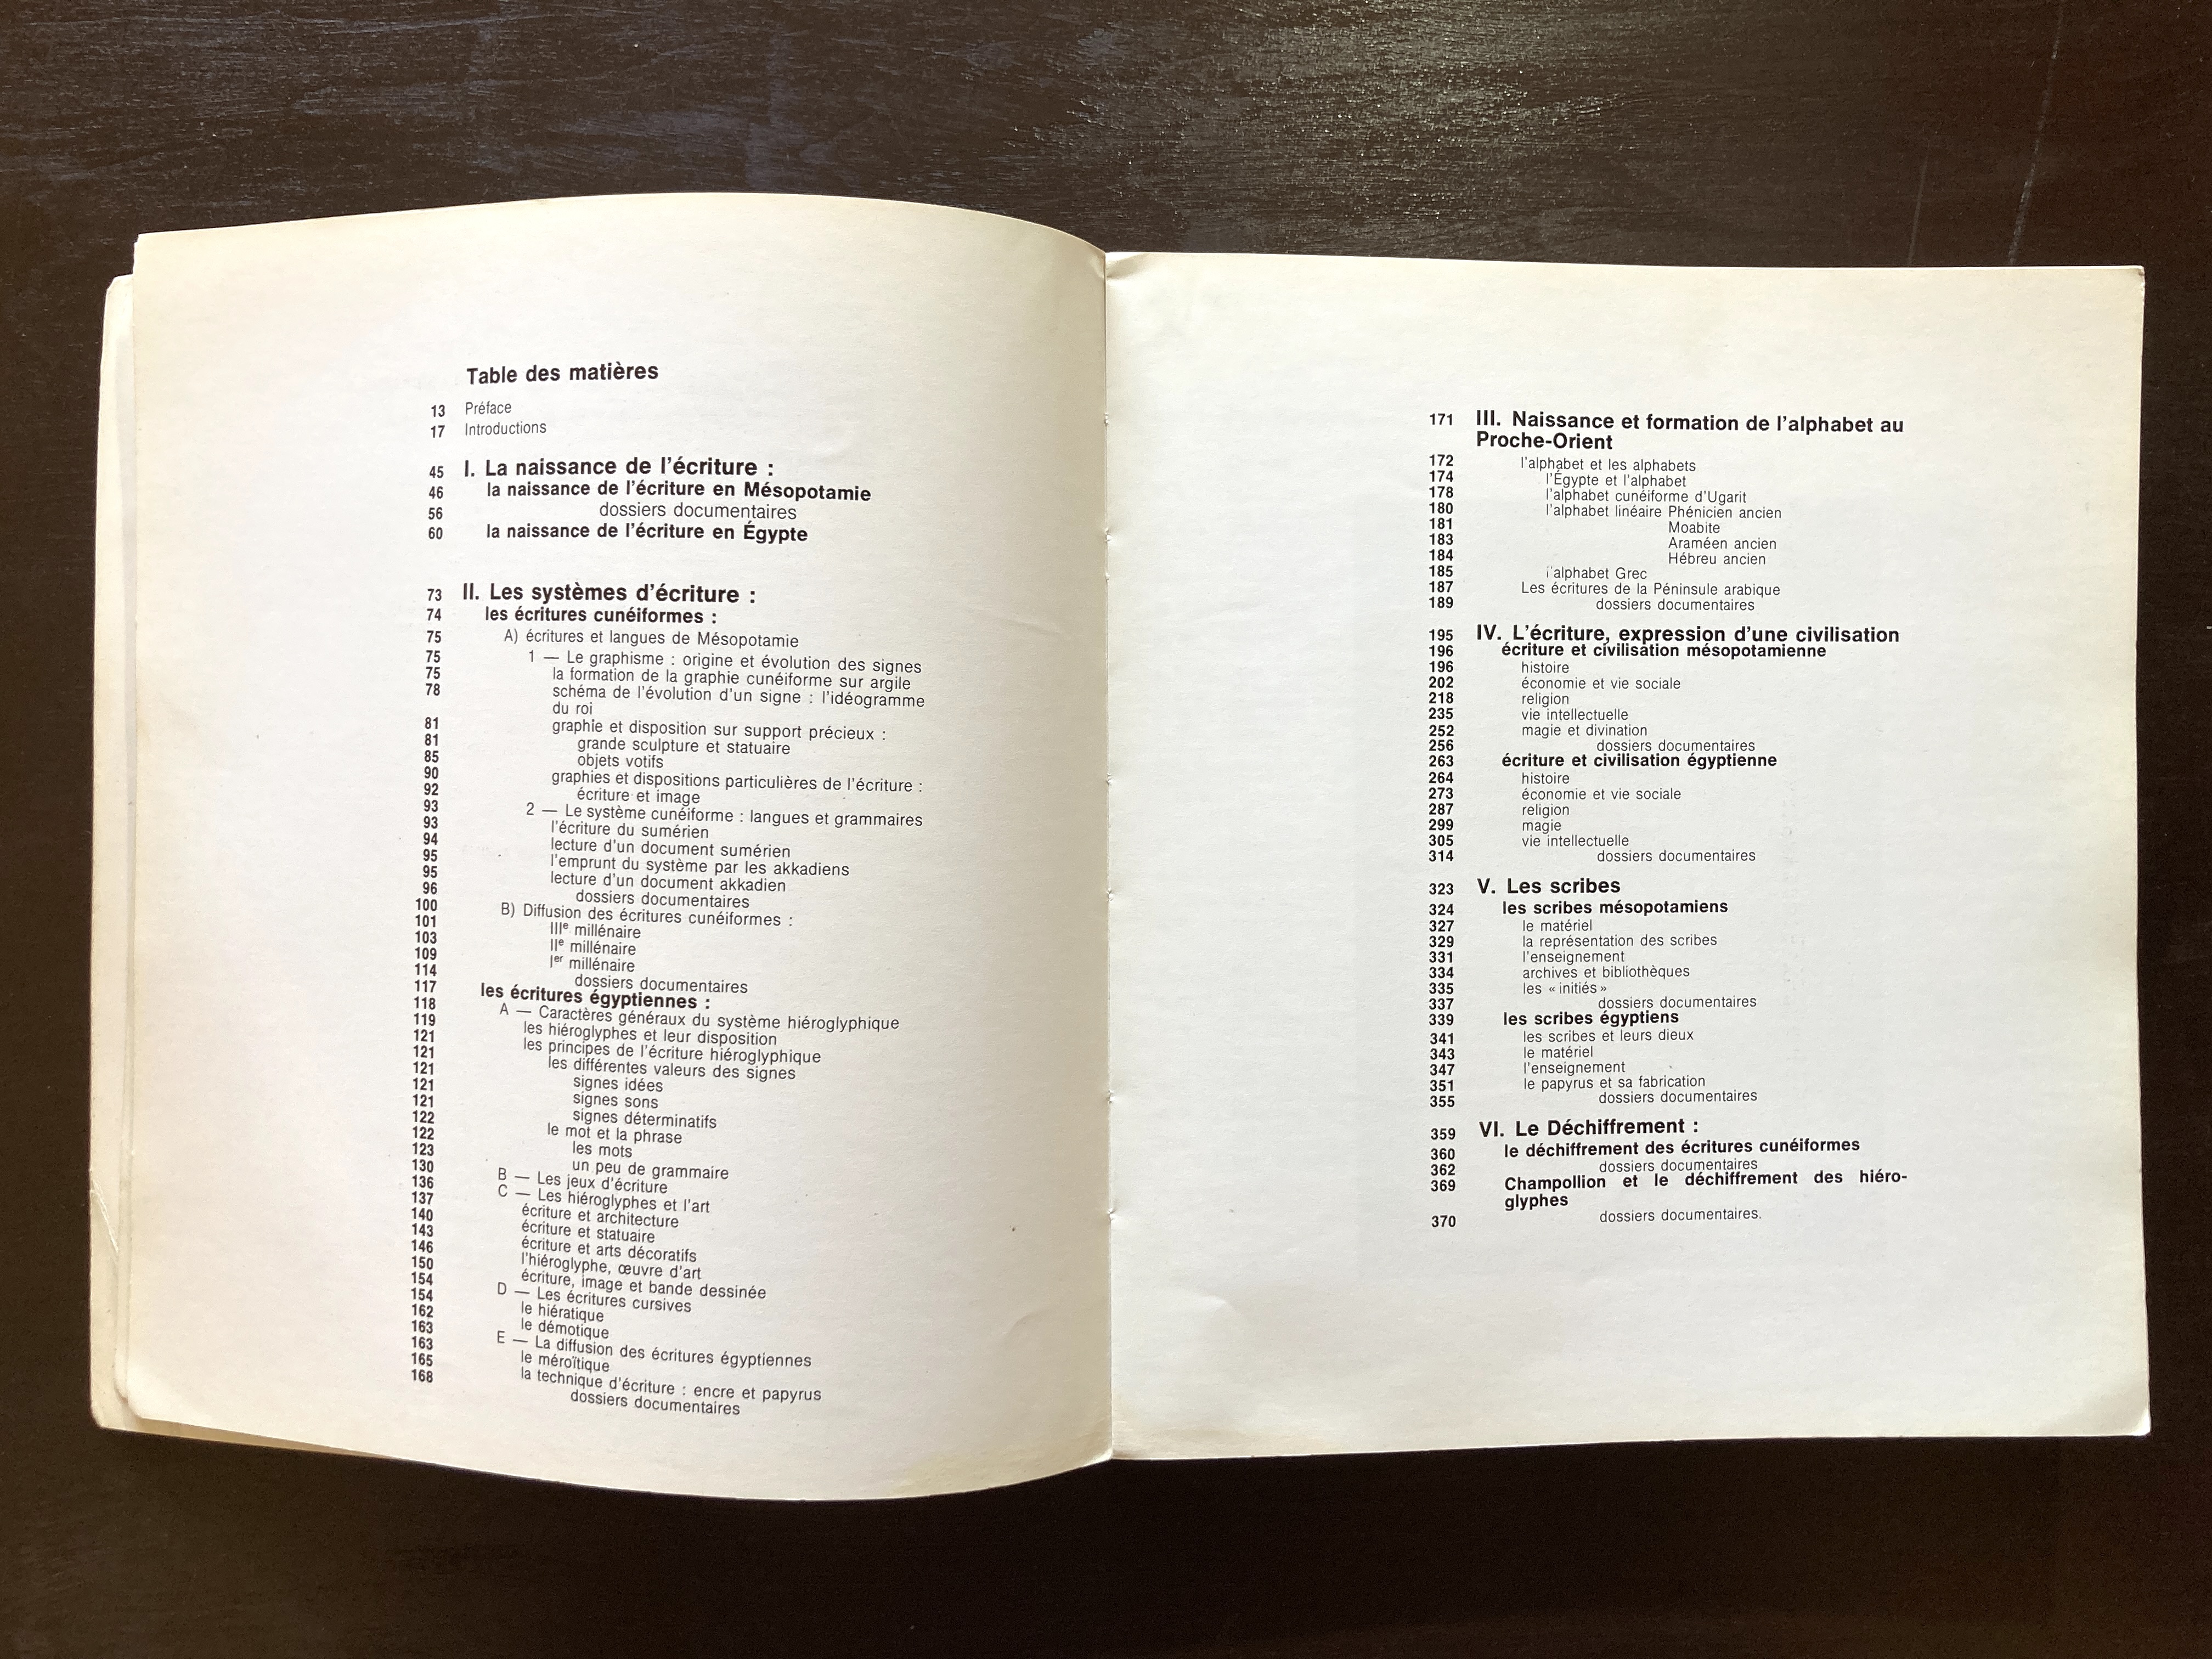 Table des matières
13 Préface
17 Introductions
45 I. La naissance de l'écriture :
46 la naissance de l'écriture en Mésopotamie
56 dossiers documentaires
60 la naissance de l'écriture en Égypte
73 II. Les systèmes d'écriture :
74 les écritures cunéiformes :
75 A) écritures et langues de Mésopotamie
75 1 — Le graphisme : origine et évolution des signes
75 la formation de la graphie cunéiforme sur argile
78 schéma de l'évolution d'un signe : l'idéogramme
du roi
81 graphie et disposition sur support précieux :
81 grande sculpture et statuaire
85 objets votifs
90 graphies et dispositions particulières de l'écriture :
92 écriture et image
93 2 — Le système cunéiforme : langues et grammaires
93 l'écriture du sumérien
94 lecture d'un document sumérien
95 l'emprunt du système par les akkadiens
95 lecture d'un document akkadien
96 dossiers documentaires
100 B) Diffusion des écritures cunéiformes :
101 IIIe millénaire
103 IIe millénaire
109 Ier millénaire
114 dossiers documentaires
117 les écritures égyptiennes :
118 A — Caractères généraux du système hiéroglyphique
119 les hiéroglyphes et leur disposition
121 les principes de l'écriture hiéroglyphique
121 les différentes valeurs des signes
121 signes idées
121 signes sons
121 signes déterminatifs
122 le mot et la phrase
122 les mots
123 un peu de grammaire
130 B — Les jeux d'écriture
136 C — Les hiéroglyphes et l'art
137 écriture et architecture
140 écriture et statuaire
143 écriture et arts décoratifs
146 l'hiéroglyphe, œuvre d'art
150 écriture, image et bande dessinée
154 D — Les écritures cursives
154 le hiératique
162 le démotique
163 E — La diffusion des écritures égyptiennes
163 le méroïtique
165 la technique d'écriture : encre et papyrus
168 dossiers documentaires
171 III. Naissance et formation de l'alphabet au
Proche-Orient
172 l'alphabet et les alphabets
174 l'Égypte et l'alphabet
178 l'alphabet cunéiforme d'Ugarit
180 l'alphabet linéaire Phénicien ancien
181 Moabite
183 Araméen ancien
184 Hébreu ancien
185 l'alphabet Grec
187 Les écritures de la Péninsule arabique
189 dossiers documentaires
195 IV. L'écriture, expression d'une civilisation
196 écriture et civilisation mésopotamienne
196 histoire
202 économie et vie sociale
218 religion
235 vie intellectuelle
252 magie et divination
256 dossiers documentaires
263 écriture et civilisation égyptienne
264 histoire
273 économie et vie sociale
287 religion
299 magie
305 vie intellectuelle
314 dossiers documentaires
323 V. Les scribes
324 les scribes mésopotamiens
327 le matériel
329 la représentation des scribes
331 l'enseignement
334 archives et bibliothèques
335 les « initiés »
337 dossiers documentaires
339 les scribes égyptiens
341 les scribes et leurs dieux
343 le matériel
347 l'enseignement
351 le papyrus et sa fabrication
355 dossiers documentaires
359 VI. Le Déchiffrement :
360 le déchiffrement des écritures cunéiformes
362 dossiers documentaires
369 Champollion et le déchiffrement des hiéro-
glyphes
370 dossiers documentaires.